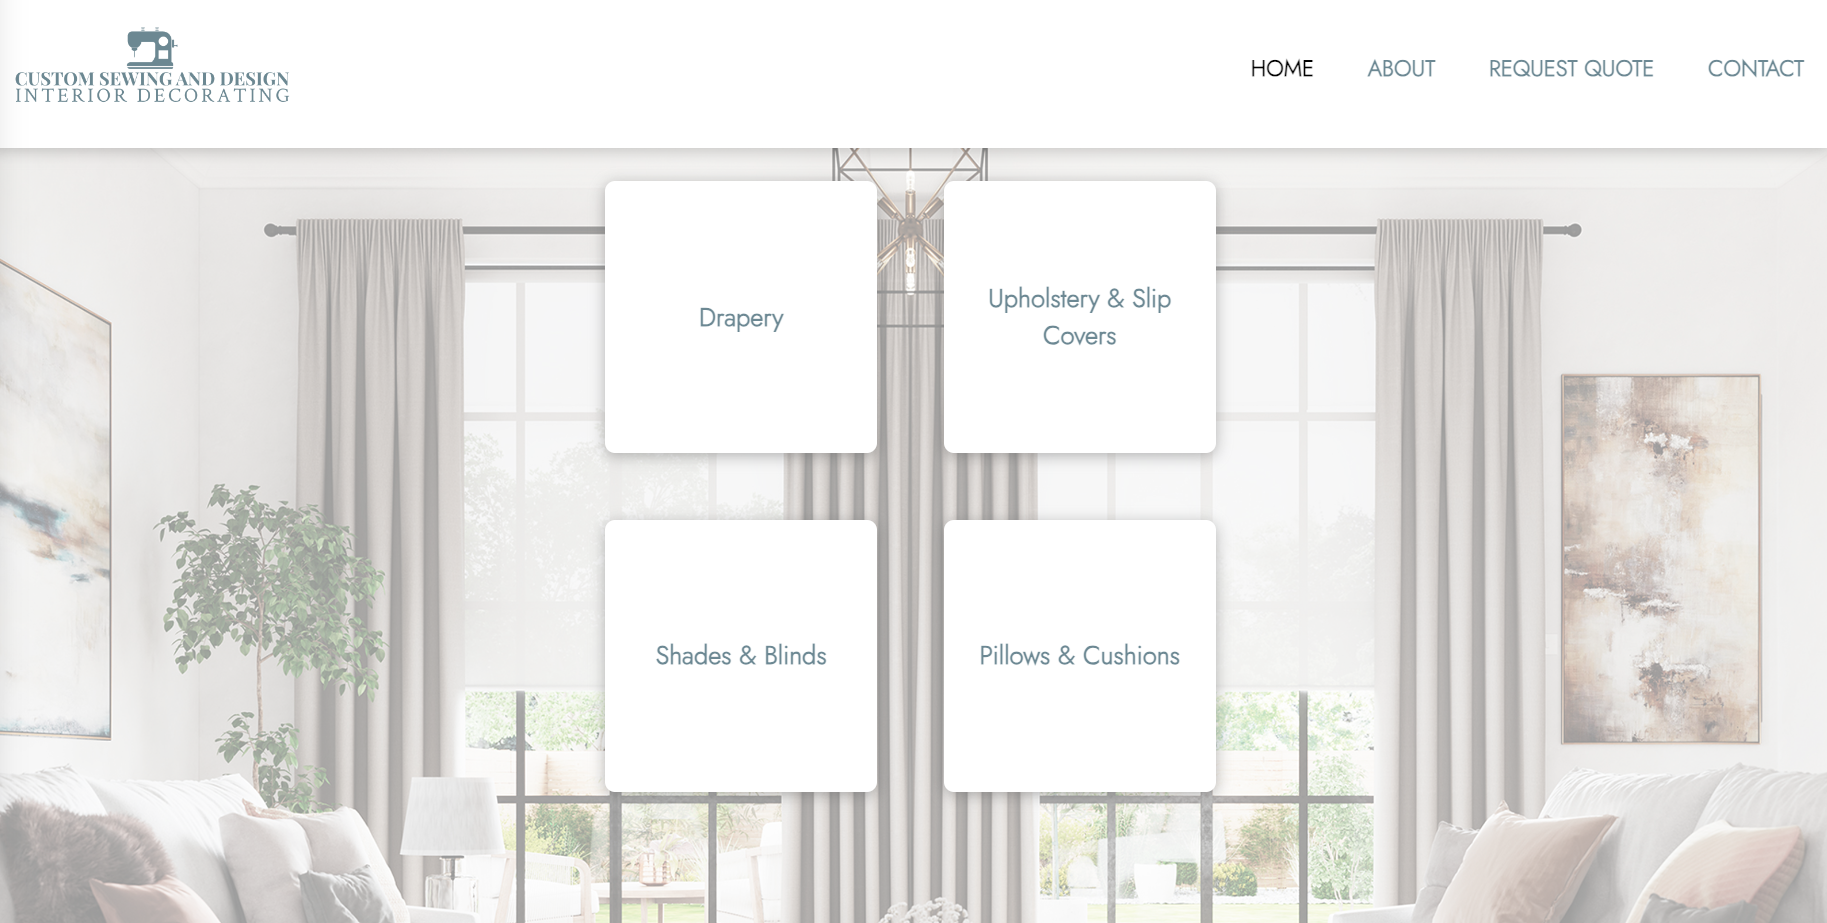 CUSTOM SEWING AND DESIGN
INTERIOR DECORATING
HOME ABOUT REQUEST QUOTE CONTACT
Drapery
Upholstery & Slip
Covers
Shades & Blinds
Pillows & Cushions